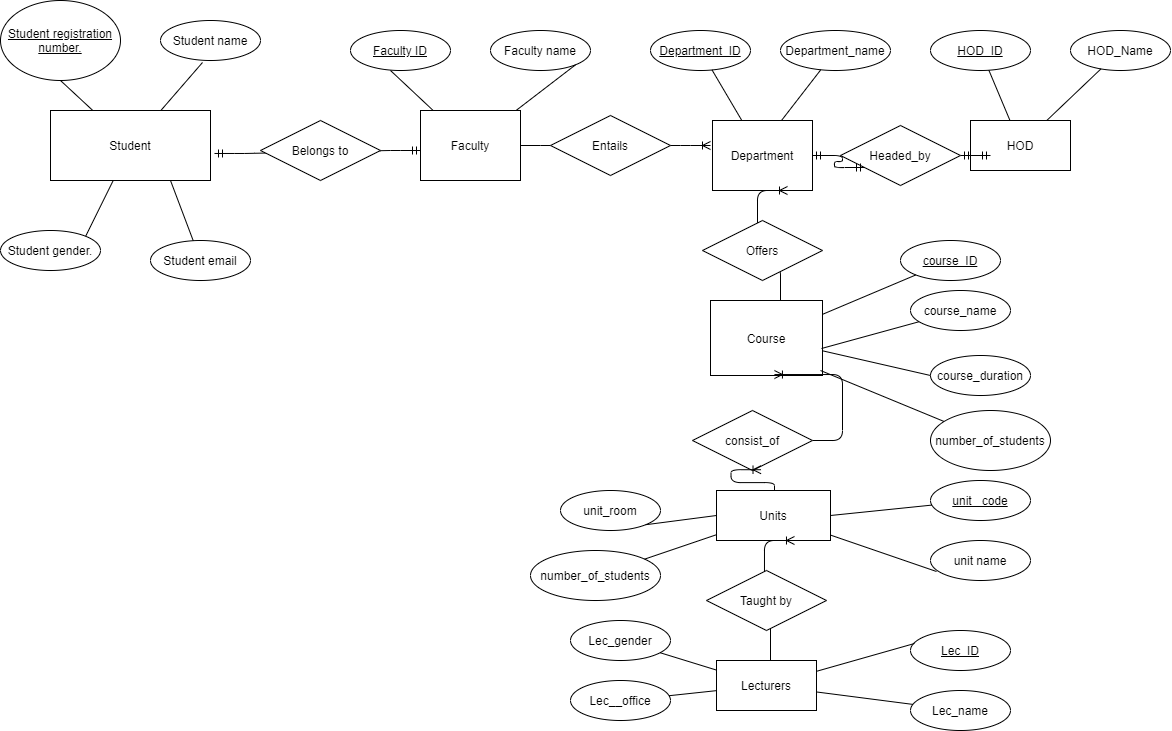 Student registration
number.
Student name
Faculty ID
Faculty name
Department_ID
Department_name
HOD_ID
HOD_Name
Student
Belongs to
Faculty
Entails
Department
Headed_by
HOD
Student gender.
Student email
Offers
course_ID
course_name
Course
course_duration
consist_of
number_of_students
unit_room
Units
unit_code
number_of_students
unit name
Taught by
Lec_gender
Lec_ID
Lecturers
Lec__office
Lec_name